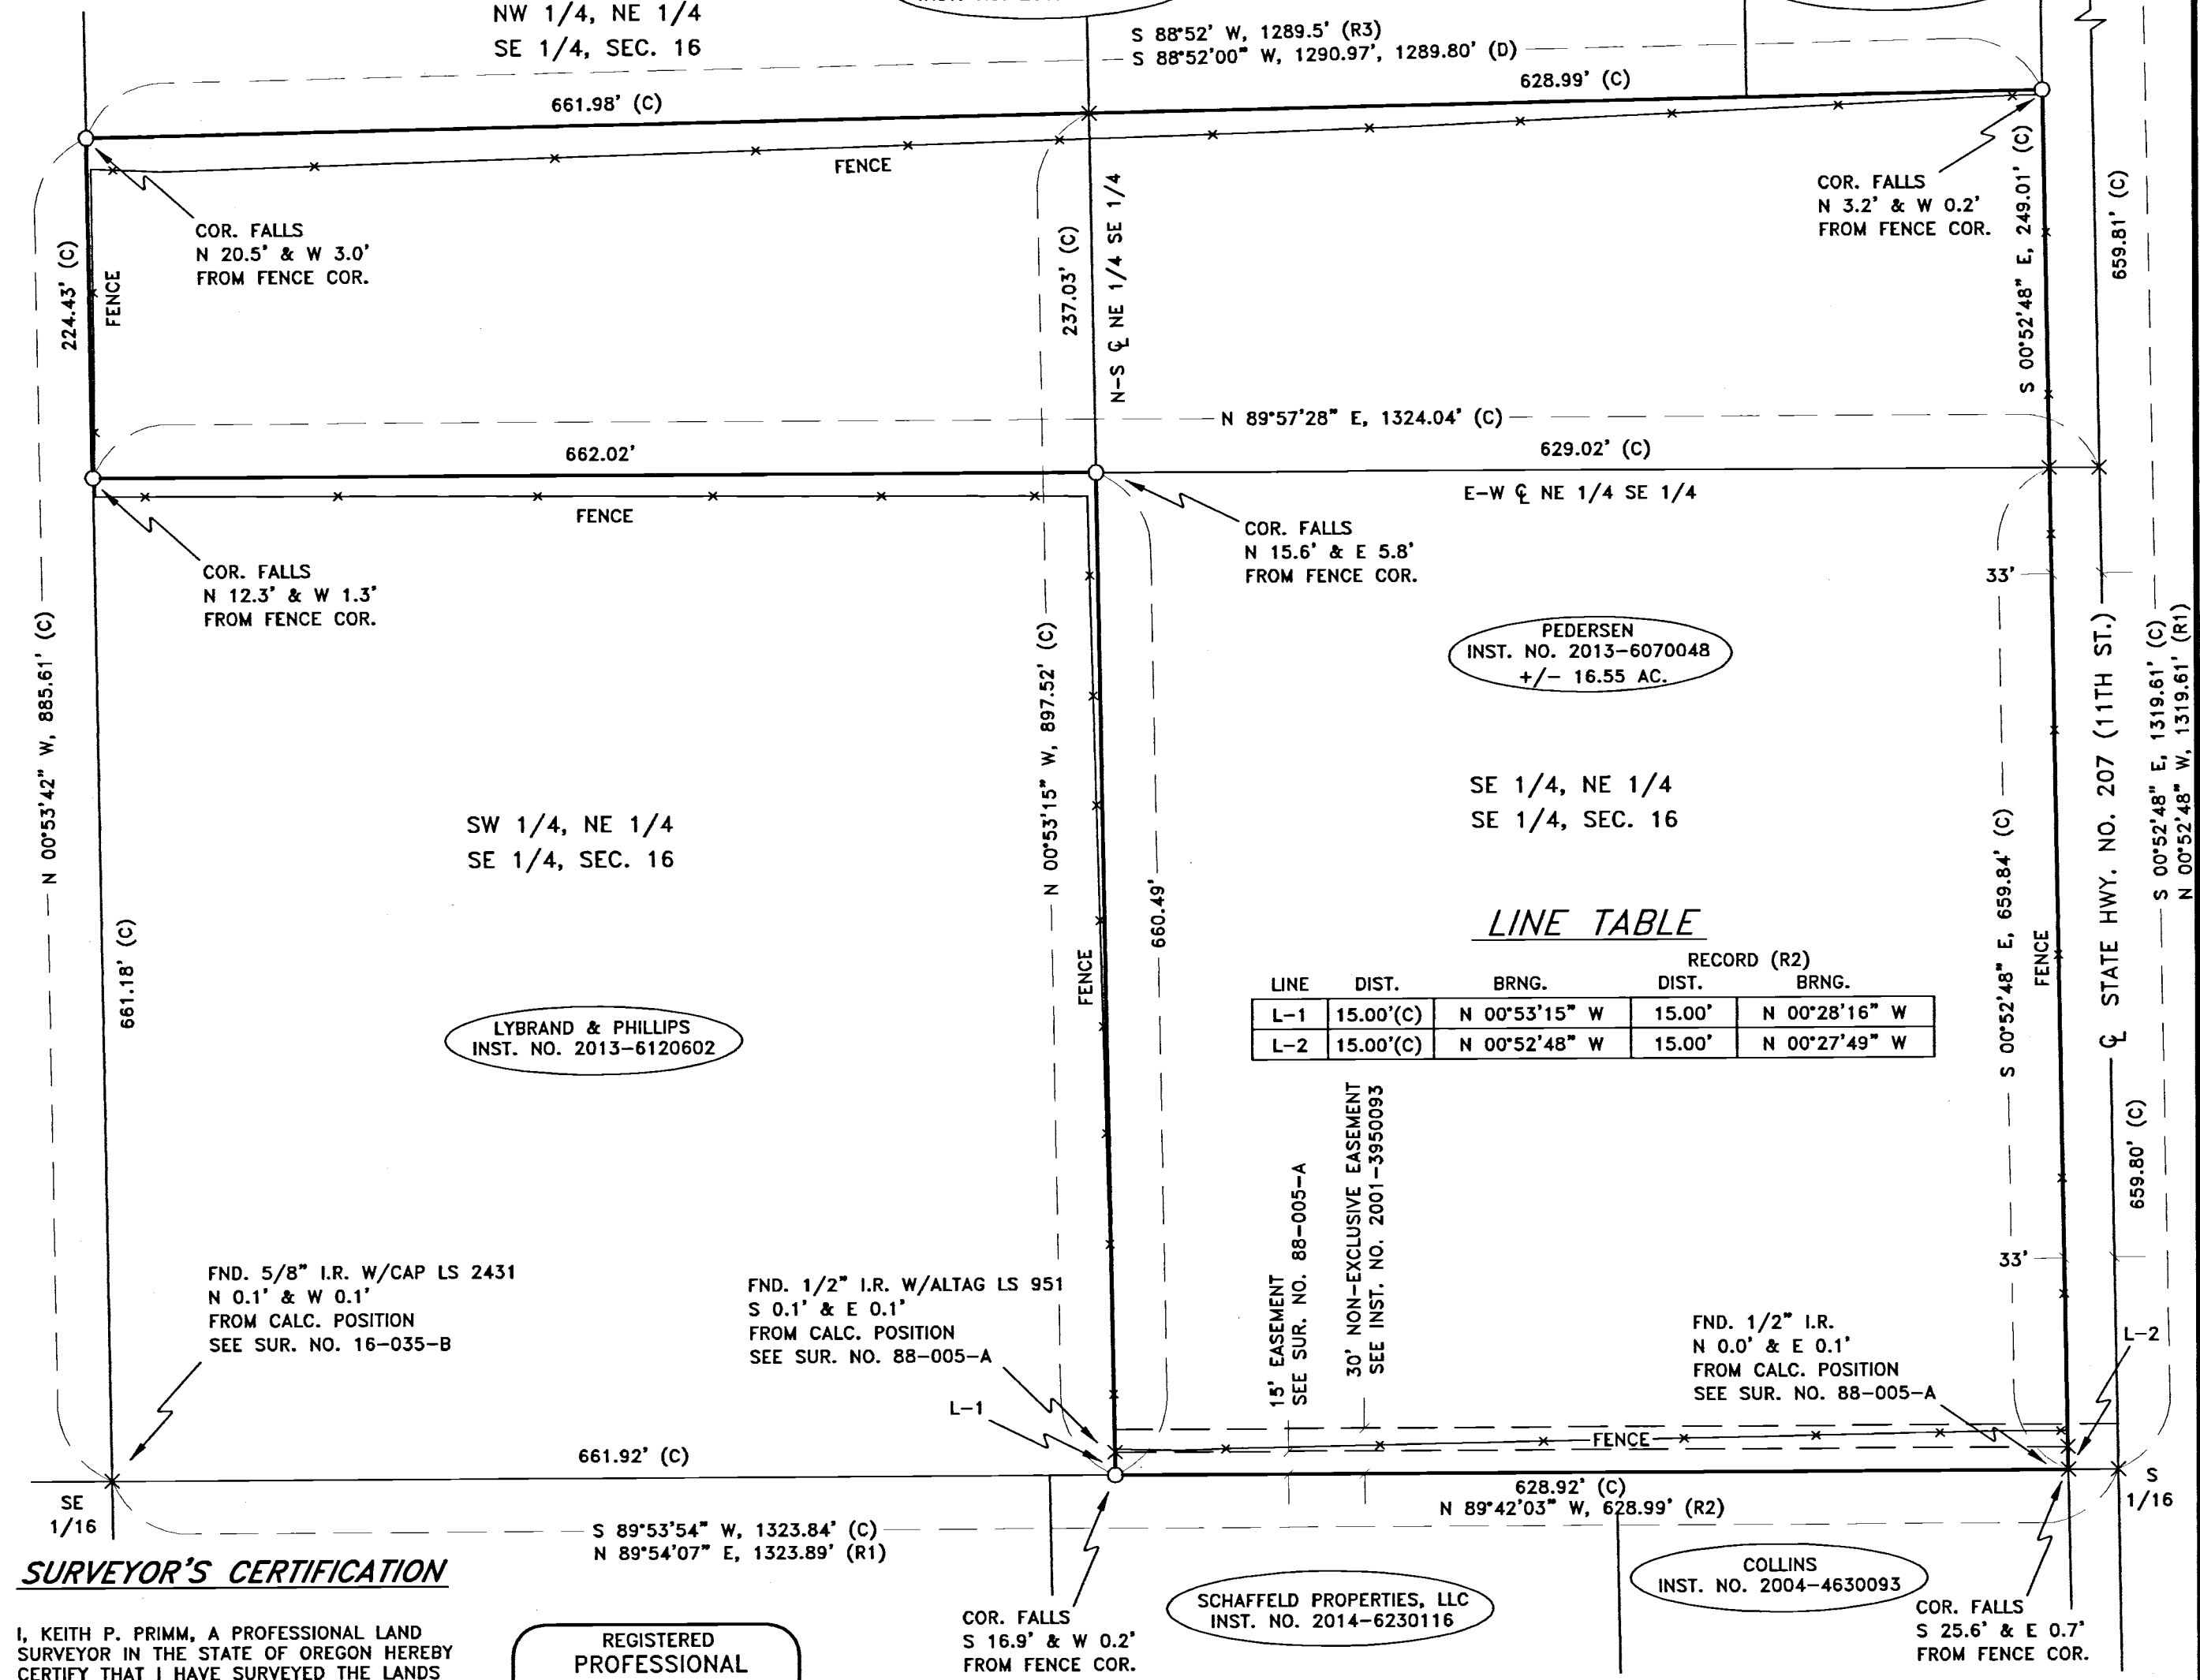 NW 1/4, NE 1/4
SE 1/4, SEC. 16
S 88°52' W, 1289.5' (R3)
S 88°52'00" W, 1290.97', 1289.80' (D)
661.98' (C)
628.99' (C)
FENCE
COR. FALLS
N 20.5' & W 3.0'
FROM FENCE COR.
COR. FALLS
N 3.2' & W 0.2'
FROM FENCE COR.
224.43' (C)
FENCE
237.03' (C)
N-S ℄ NE 1/4 SE 1/4
S 00°52'48" E, 249.01' (C)
659.81' (C)
N 89°57'28" E, 1324.04' (C)
662.02'
629.02' (C)
E-W ℄ NE 1/4 SE 1/4
FENCE
COR. FALLS
N 12.3' & W 1.3'
FROM FENCE COR.
COR. FALLS
N 15.6' & E 5.8'
FROM FENCE COR.
33'
PEDERSEN
INST. NO. 2013-6070048
+/- 16.55 AC.
N 00°53'42" W, 885.61' (C)
N 00°53'15" W, 897.52' (C)
SW 1/4, NE 1/4
SE 1/4, SEC. 16
SE 1/4, NE 1/4
SE 1/4, SEC. 16
S 00°52'48" E, 659.84' (C)
℄ STATE HWY. NO. 207 (11TH ST.)
S 00°52'48" E, 1319.61' (C)
N 00°52'48" W, 1319.61' (R1)
661.18' (C)
660.49'
FENCE
FENCE
LINE TABLE
RECORD (R2)
LINE DIST. BRNG. DIST. BRNG.
L-1 15.00'(C) N 00°53'15" W 15.00' N 00°28'16" W
L-2 15.00'(C) N 00°52'48" W 15.00' N 00°27'49" W
LYBRAND & PHILLIPS
INST. NO. 2013-6120602
659.80' (C)
15' EASEMENT
SEE SUR. NO. 88-005-A
30' NON-EXCLUSIVE EASEMENT
SEE INST. NO. 2001-3950093
33'
FND. 5/8" I.R. W/CAP LS 2431
N 0.1' & W 0.1'
FROM CALC. POSITION
SEE SUR. NO. 16-035-B
FND. 1/2" I.R. W/ALTAG LS 951
S 0.1' & E 0.1'
FROM CALC. POSITION
SEE SUR. NO. 88-005-A
FND. 1/2" I.R.
N 0.0' & E 0.1'
FROM CALC. POSITION
SEE SUR. NO. 88-005-A
L-1
L-2
FENCE
661.92' (C)
628.92' (C)
N 89°42'03" W, 628.99' (R2)
SE
1/16
S
1/16
S 89°53'54" W, 1323.84' (C)
N 89°54'07" E, 1323.89' (R1)
SURVEYOR'S CERTIFICATION
I, KEITH P. PRIMM, A PROFESSIONAL LAND
SURVEYOR IN THE STATE OF OREGON HEREBY
CERTIFY THAT I HAVE SURVEYED THE LANDS
REGISTERED
PROFESSIONAL
COR. FALLS
S 16.9' & W 0.2'
FROM FENCE COR.
SCHAFFELD PROPERTIES, LLC
INST. NO. 2014-6230116
COLLINS
INST. NO. 2004-4630093
COR. FALLS
S 25.6' & E 0.7'
FROM FENCE COR.